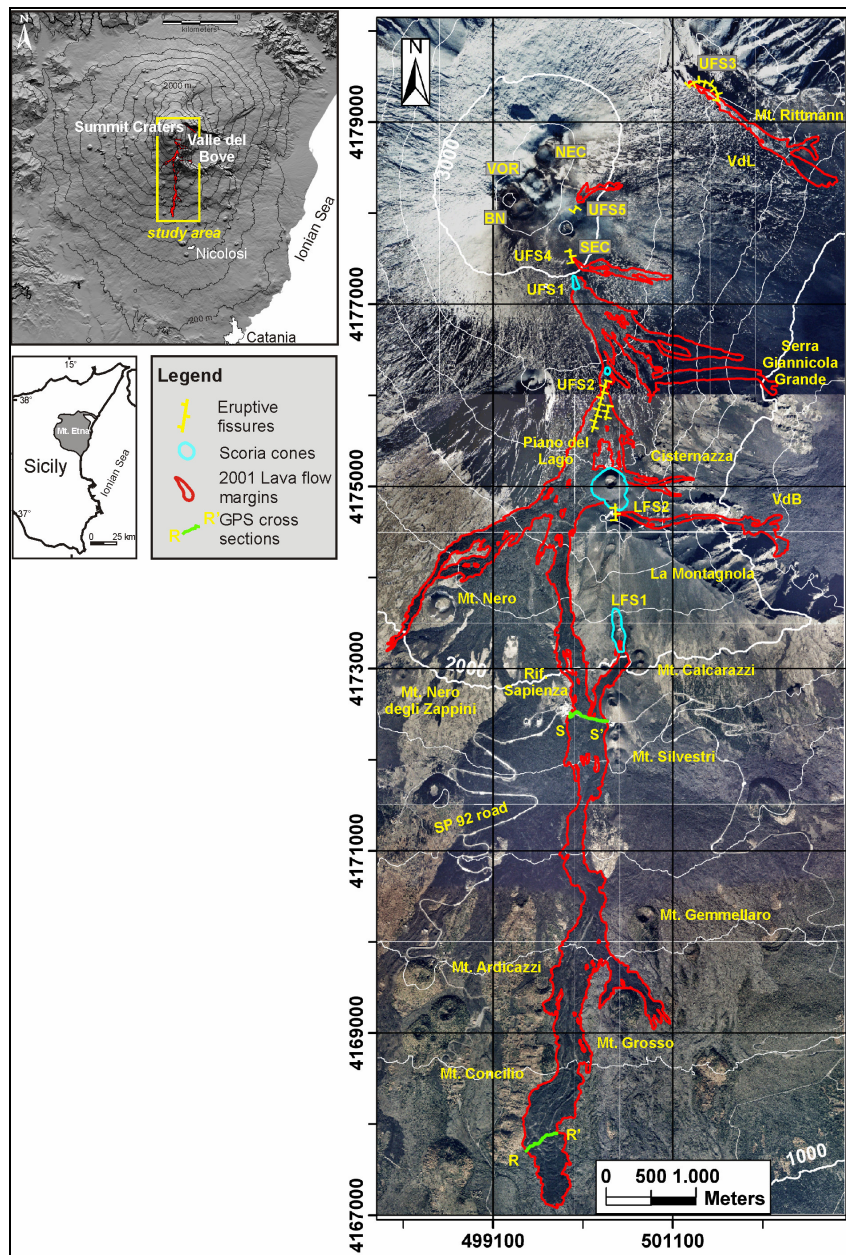 N
kilometers
2000 m
Summit Craters
Valle del
Bove
study area
Nicolosi
Ionian Sea
200 m
Catania
15°
38°
Mt. Etna
Sicily
Ionian Sea
37°
0 25 km
Legend
Eruptive
fissures
Scoria cones
2001 Lava flow
margins
R R' GPS cross
sections
N
UFS3
Mt. Rittmann
3000
NEC
VOR
VdL
BN
UFS5
SEC
UFS4
UFS1
Serra
Giannicola
Grande
UFS2
Piano del
Lago
Cisternazza
VdB
LFS2
La Montagnola
Mt. Nero
LFS1
2000
Rif.
Sapienza
Mt. Calcarazzi
Mt. Nero
degli Zappini
S S'
Mt. Silvestri
SP 92 road
Mt. Gemmellaro
Mt. Ardicazzi
Mt. Grosso
Mt. Concilio
R R'
1000
0 500 1.000
Meters
4179000
4177000
4175000
4173000
4171000
4169000
4167000
499100 501100